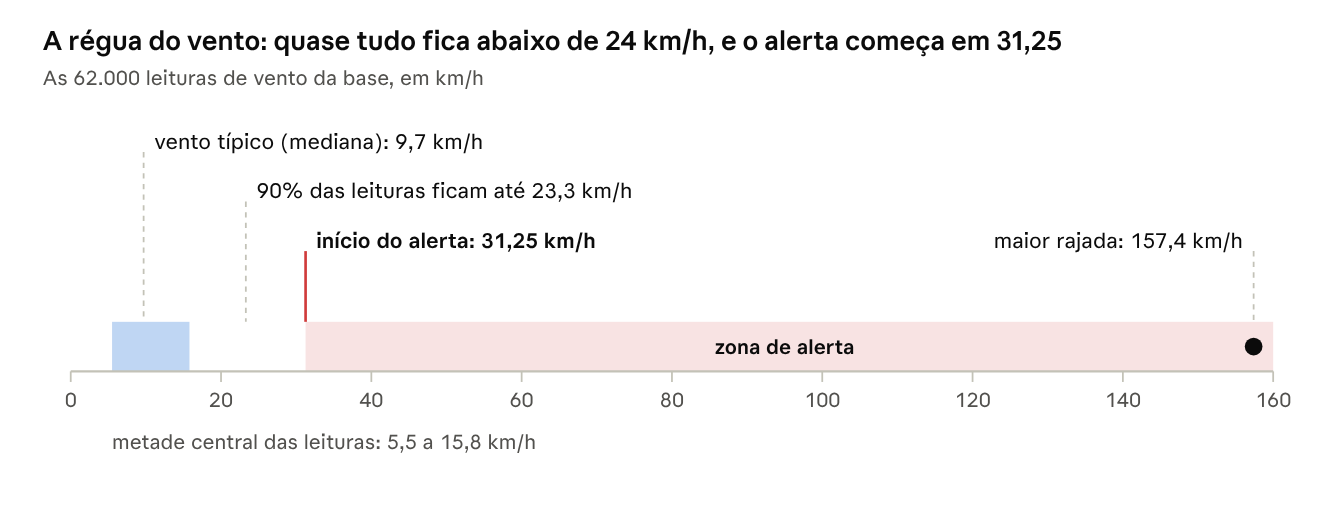 A régua do vento: quase tudo fica abaixo de 24 km/h, e o alerta começa em 31,25
As 62.000 leituras de vento da base, em km/h
vento típico (mediana): 9,7 km/h
90% das leituras ficam até 23,3 km/h
início do alerta: 31,25 km/h
maior rajada: 157,4 km/h
zona de alerta
0 20 40 60 80 100 120 140 160
metade central das leituras: 5,5 a 15,8 km/h